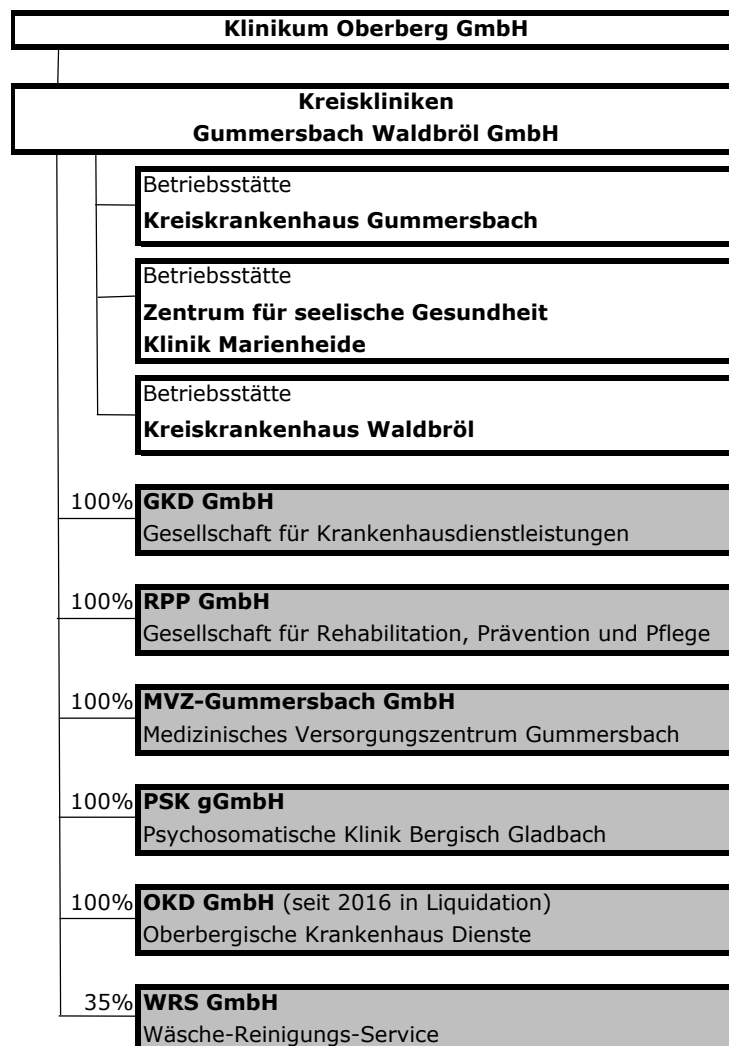 Klinikum Oberberg GmbH
Kreiskliniken
Gummersbach Waldbröl GmbH
Betriebsstätte
Kreiskrankenhaus Gummersbach
Betriebsstätte
Zentrum für seelische Gesundheit
Klinik Marienheide
Betriebsstätte
Kreiskrankenhaus Waldbröl
100% GKD GmbH
Gesellschaft für Krankenhausdienstleistungen
100% RPP GmbH
Gesellschaft für Rehabilitation, Prävention und Pflege
100% MVZ-Gummersbach GmbH
Medizinisches Versorgungszentrum Gummersbach
100% PSK gGmbH
Psychosomatische Klinik Bergisch Gladbach
100% OKD GmbH (seit 2016 in Liquidation)
Oberbergische Krankenhaus Dienste
35% WRS GmbH
Wäsche-Reinigungs-Service